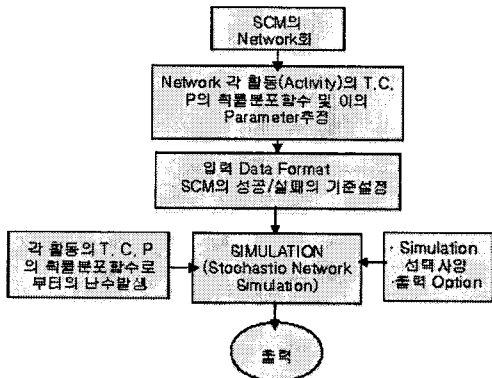 SCM의
Network화
Network 각 활동(Activity)의 T,C,
P의 확률분포함수 및 이의
Parameter추정
입력 Data Format
SCM의 성공/실패의 기준설정
각 활동의 T, C, P
의 확률분포함수로
부터의 난수발생
SIMULATION
(Stochastic Network
Simulation)
· Simulation
선택사양
·출력 Option
출력